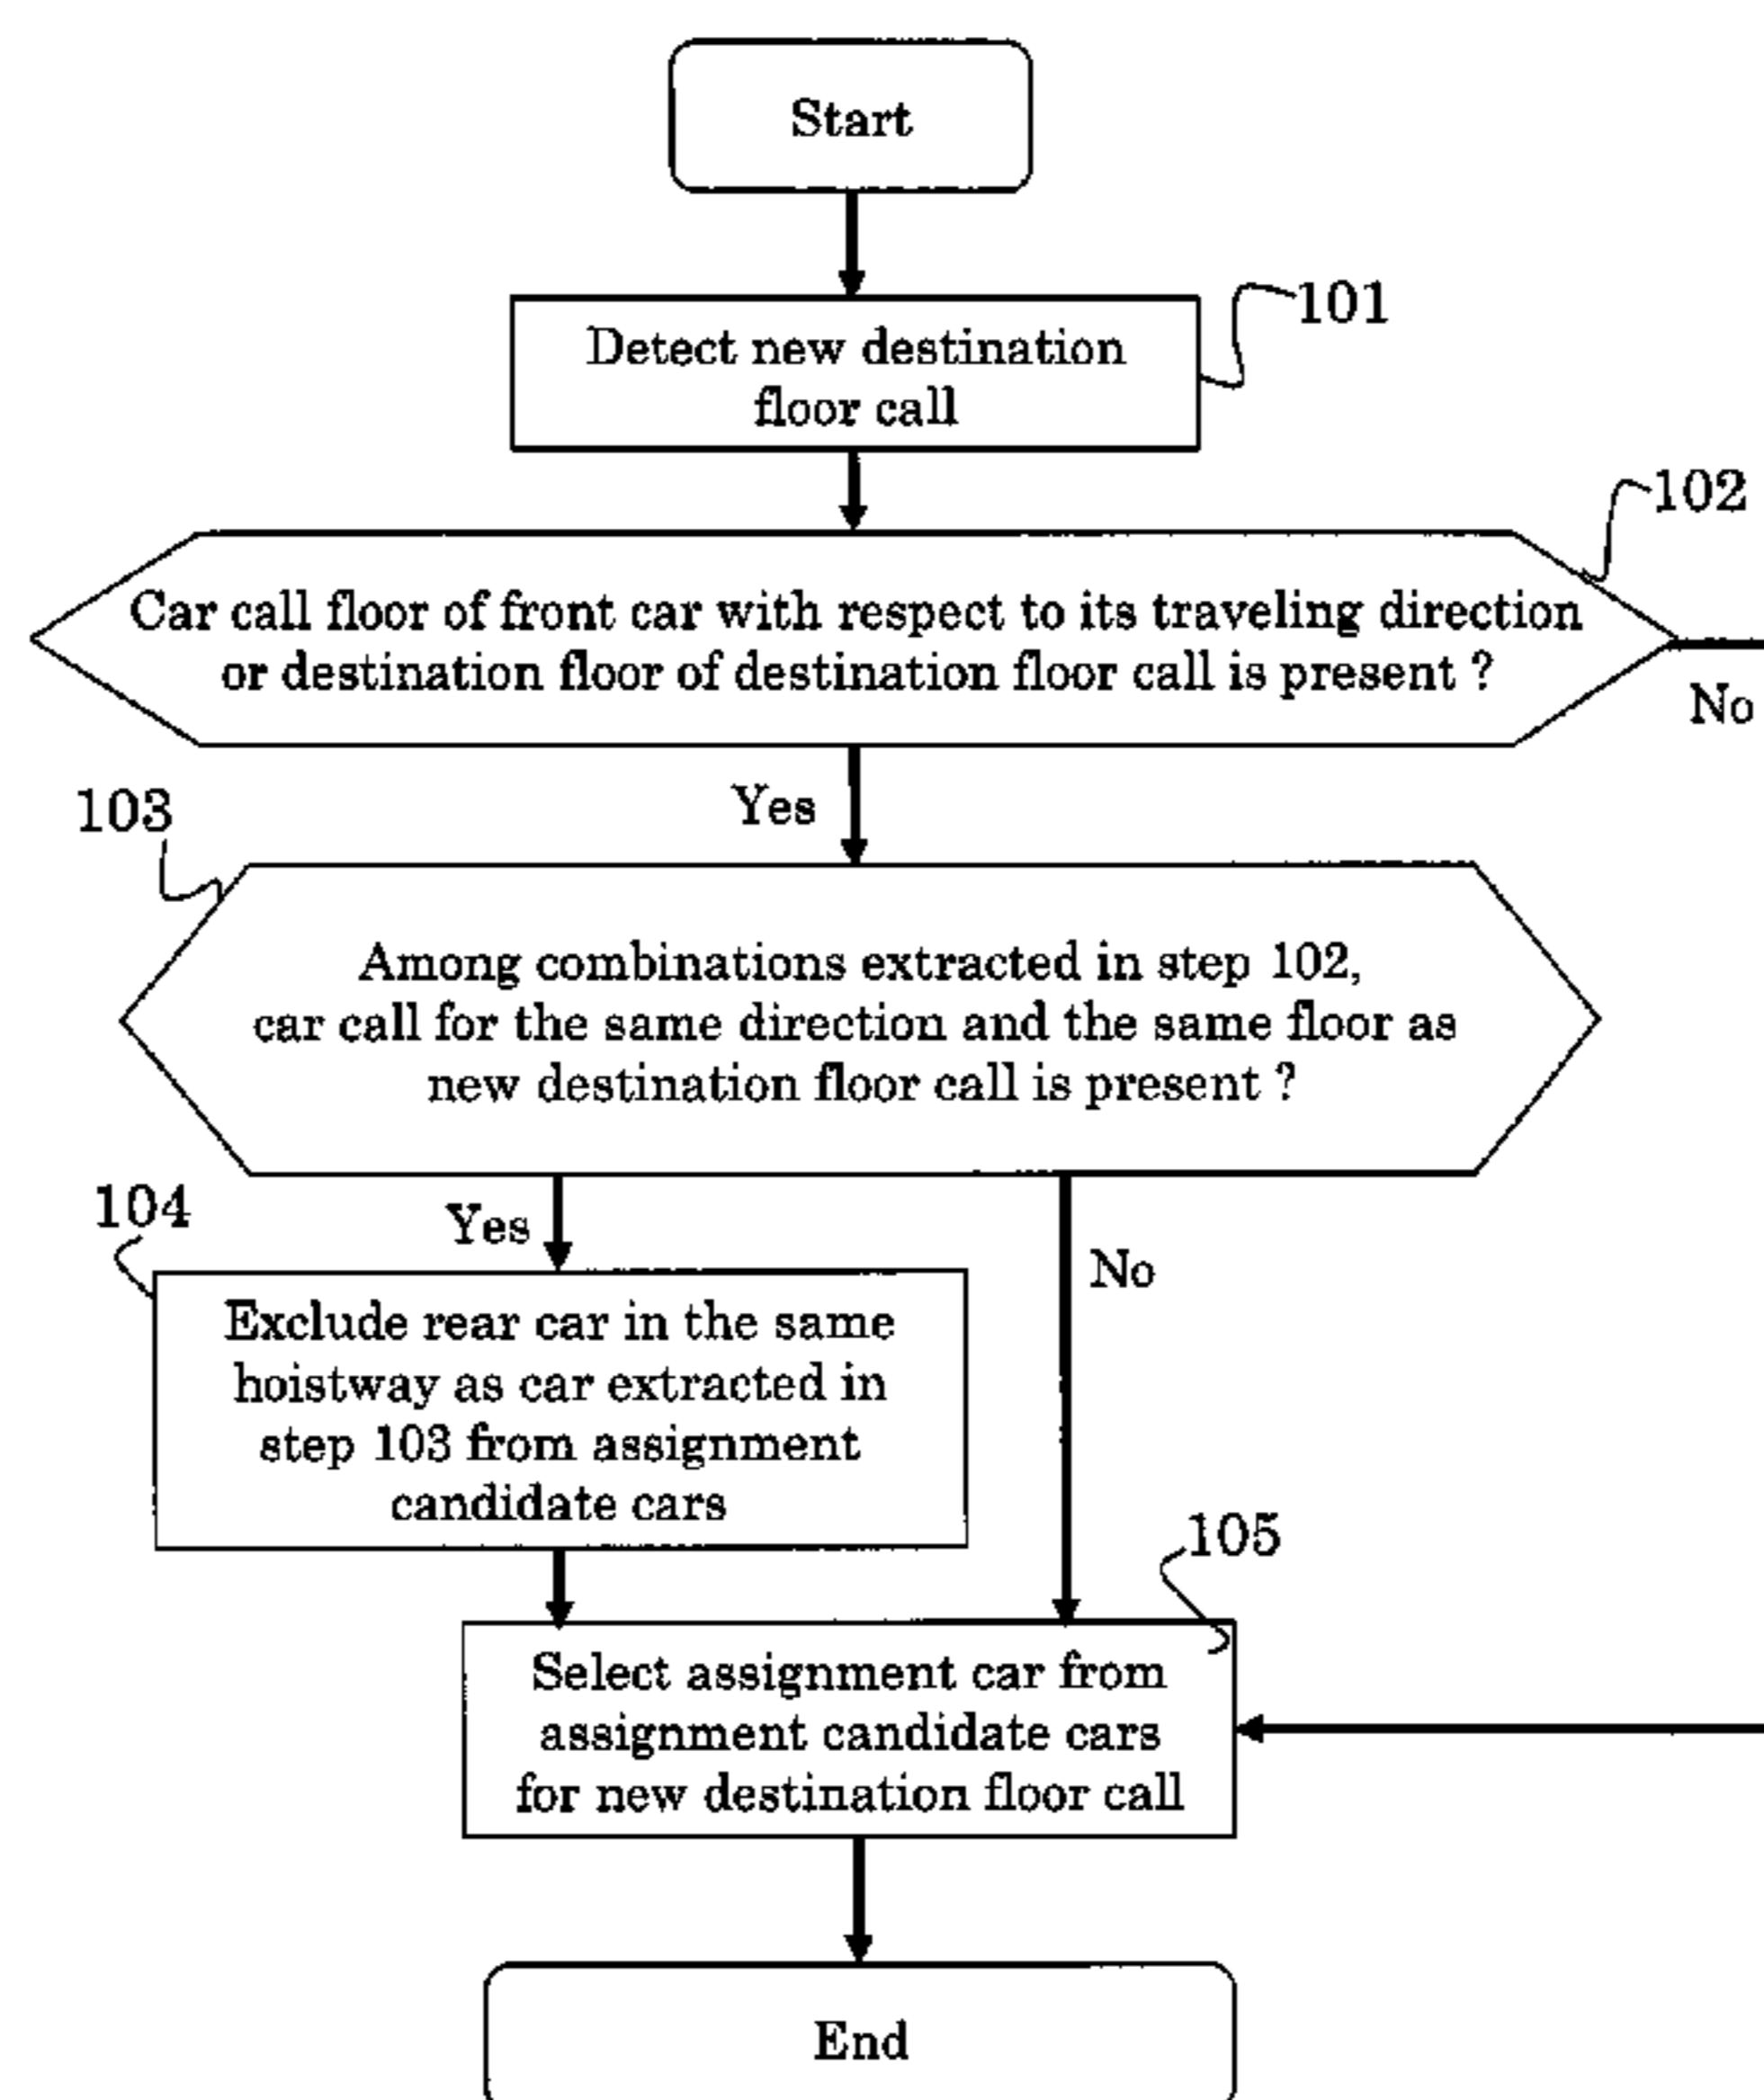 Start
101
Detect new destination
floor call
102
Car call floor of front car with respect to its traveling direction
or destination floor of destination floor call is present ?
No
Yes
103
Among combinations extracted in step 102,
car call for the same direction and the same floor as
new destination floor call is present ?
104
Yes
No
Exclude rear car in the same
hoistway as car extracted in
step 103 from assignment
candidate cars
105
Select assignment car from
assignment candidate cars
for new destination floor call
End